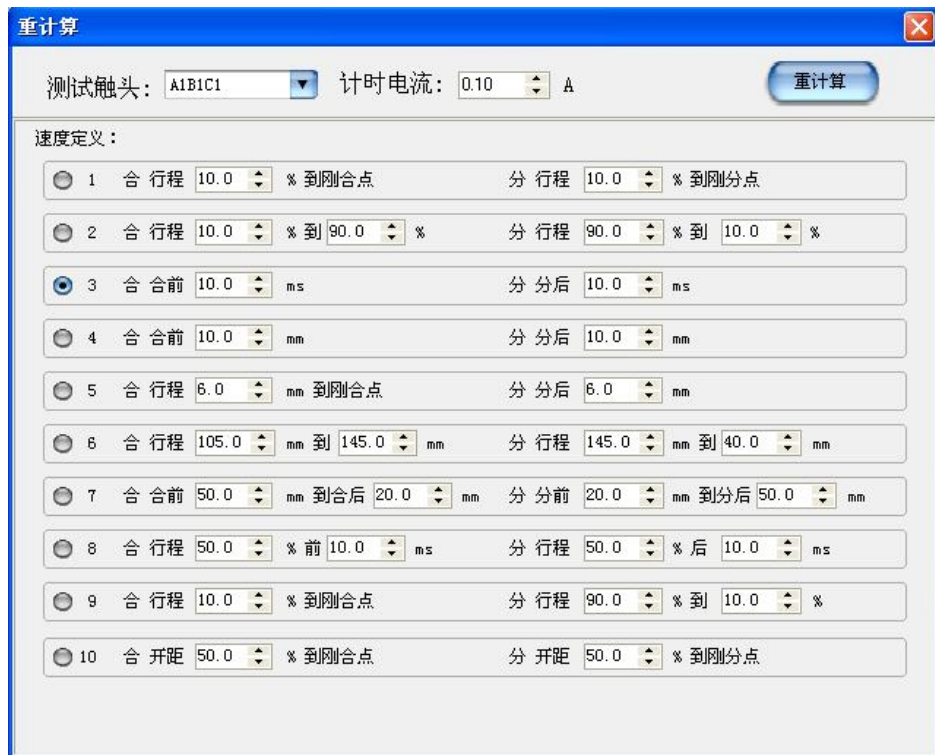 重计算
测试触头: A1B1C1 计时电流: 0.10 A 重计算
速度定义:
1 合 行程 10.0 % 到刚合点 分 行程 10.0 % 到刚分点
2 合 行程 10.0 % 到 90.0 % 分 行程 90.0 % 到 10.0 %
3 合 合前 10.0 ms 分 分后 10.0 ms
4 合 合前 10.0 mm 分 分后 10.0 mm
5 合 行程 6.0 mm 到刚合点 分 分后 6.0 mm
6 合 行程 105.0 mm 到 145.0 mm 分 行程 145.0 mm 到 40.0 mm
7 合 合前 50.0 mm 到合后 20.0 mm 分 分前 20.0 mm 到分后 50.0 mm
8 合 行程 50.0 % 前 10.0 ms 分 行程 50.0 % 后 10.0 ms
9 合 行程 10.0 % 到刚合点 分 行程 90.0 % 到 10.0 %
10 合 开距 50.0 % 到刚合点 分 开距 50.0 % 到刚分点